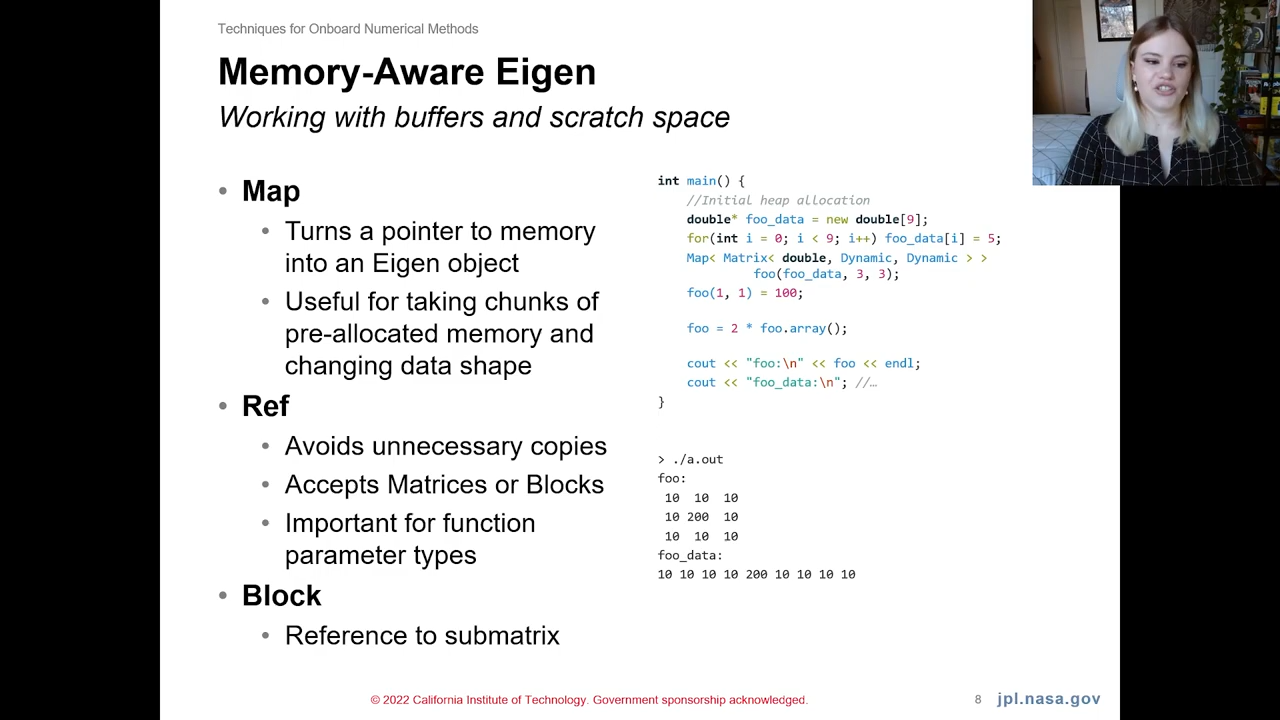 Techniques for Onboard Numerical Methods
Memory-Aware Eigen
Working with buffers and scratch space
• Map
• Turns a pointer to memory
into an Eigen object
• Useful for taking chunks of
pre-allocated memory and
changing data shape
• Ref
• Avoids unnecessary copies
• Accepts Matrices or Blocks
• Important for function
parameter types
• Block
• Reference to submatrix
int main() {
//Initial heap allocation
double* foo_data = new double[9];
for(int i = 0; i < 9; i++) foo_data[i] = 5;
Map< Matrix< double, Dynamic, Dynamic > >
foo(foo_data, 3, 3);
foo(1, 1) = 100;
foo = 2 * foo.array();
cout << "foo:\n" << foo << endl;
cout << "foo_data:\n"; //…
}
> ./a.out
foo:
10 10 10
10 200 10
10 10 10
foo_data:
10 10 10 10 200 10 10 10 10
© 2022 California Institute of Technology. Government sponsorship acknowledged.
8 jpl.nasa.gov